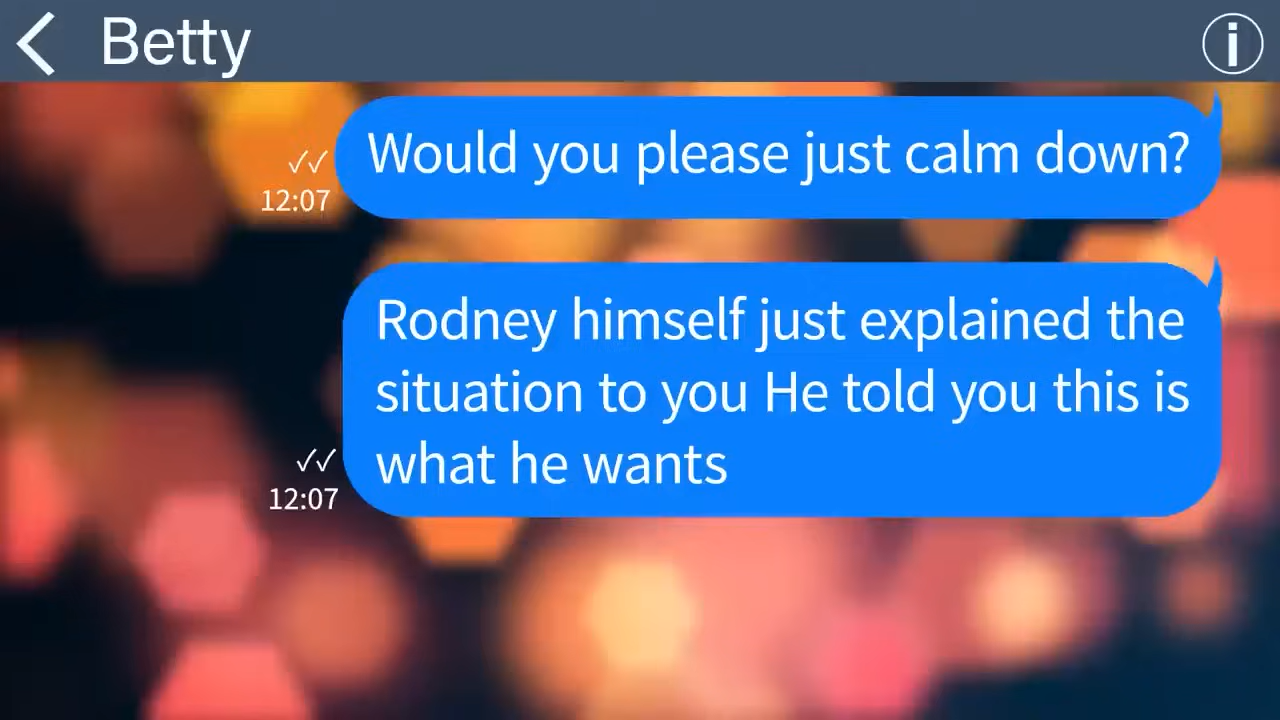 Betty
Would you please just calm down?
✓✓
12:07
Rodney himself just explained the
situation to you He told you this is
what he wants
✓✓
12:07